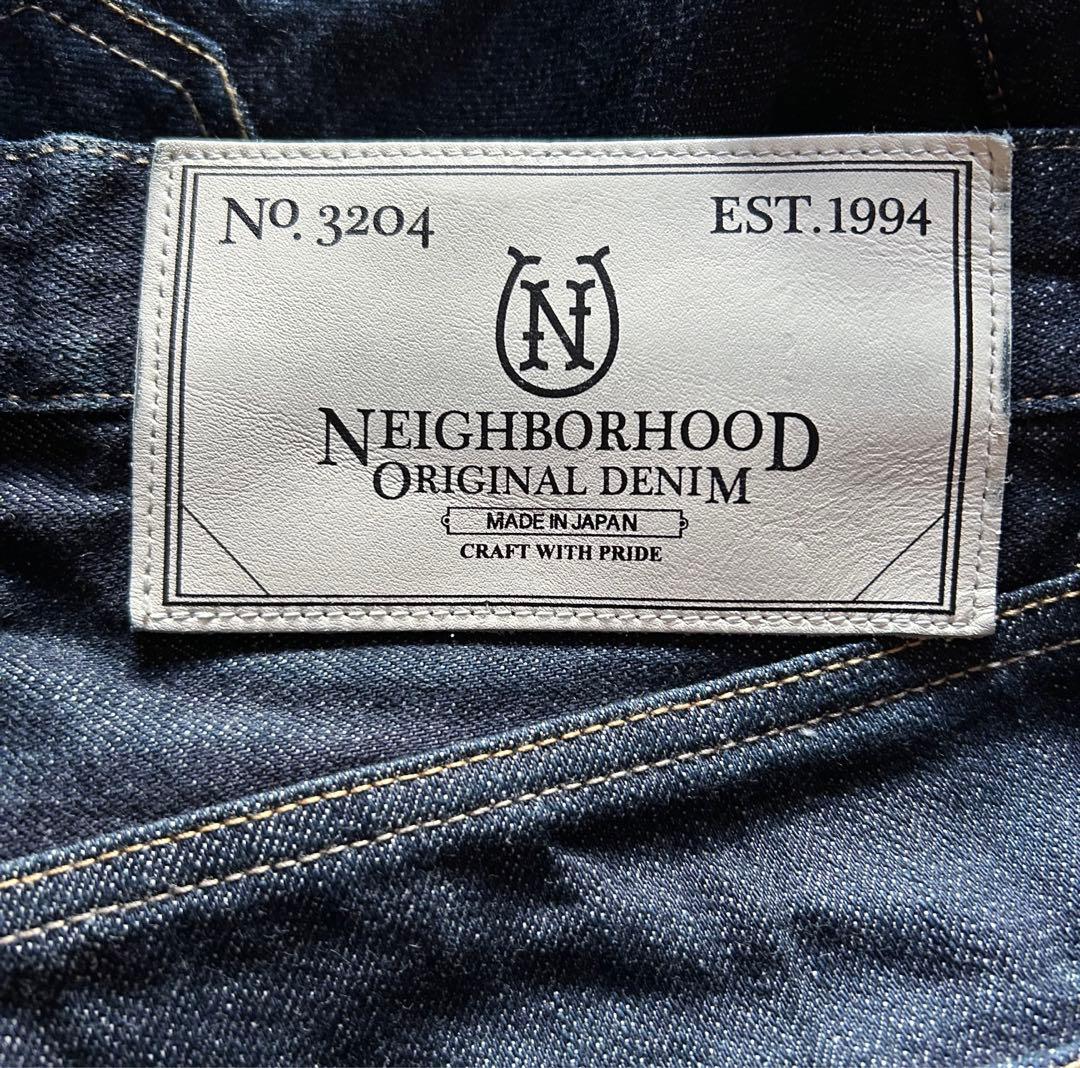 No. 3204
EST. 1994
N
NEIGHBORHOOD
ORIGINAL DENIM
MADE IN JAPAN
CRAFT WITH PRIDE